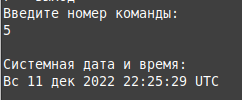 Введите номер команды:
5
Системная дата и время:
Вс 11 дек 2022 22:25:29 UTC